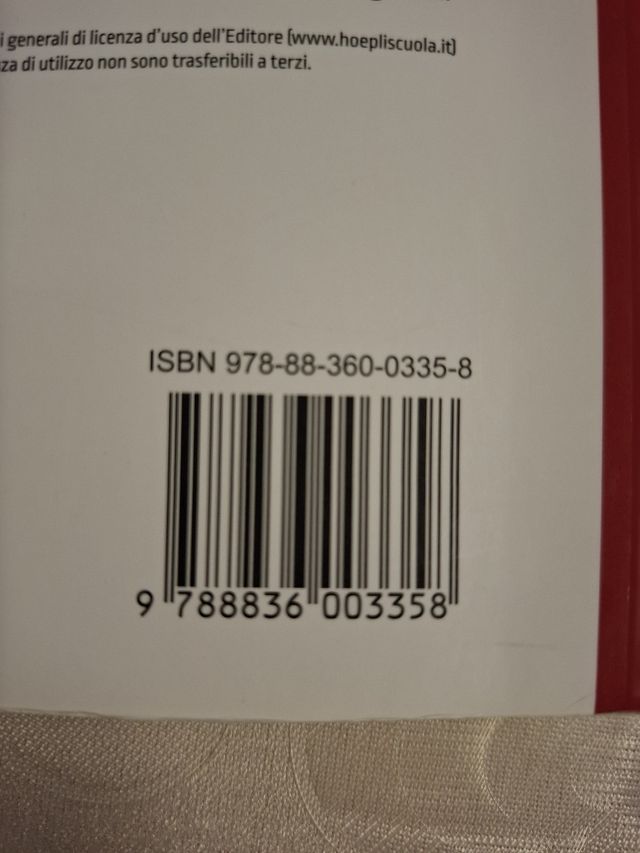 i generali di licenza d'uso dell'Editore (www.hoepliscuola.it)
za di utilizzo non sono trasferibili a terzi.
ISBN 978-88-360-0335-8
9 788836 003358